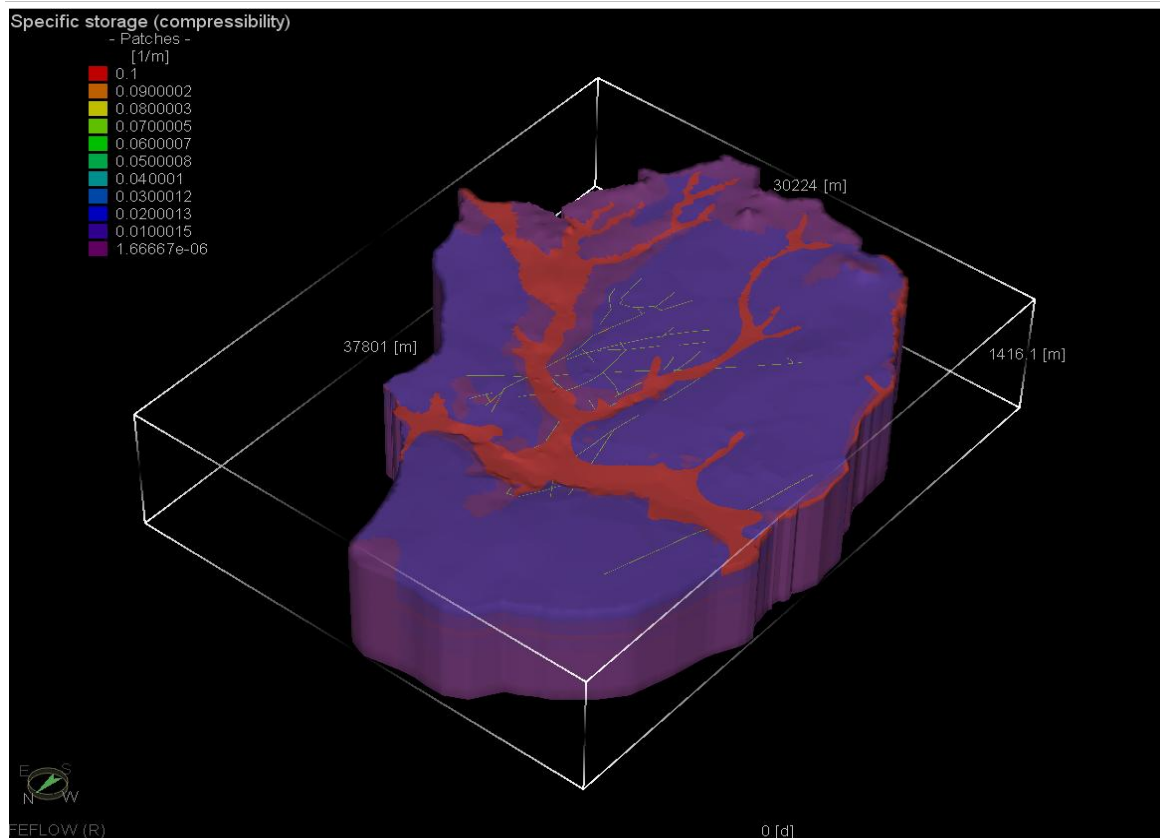 Specific storage (compressibility)
- Patches -
[1/m]
0.1
0.0900002
0.0800003
0.0700005
0.0600007
0.0500008
0.040001
0.0300012
0.0200013
0.0100015
1.66667e-06
30224 [m]
37801 [m]
1416.1 [m]
E S
N W
FEFLOW (R)
0 [d]